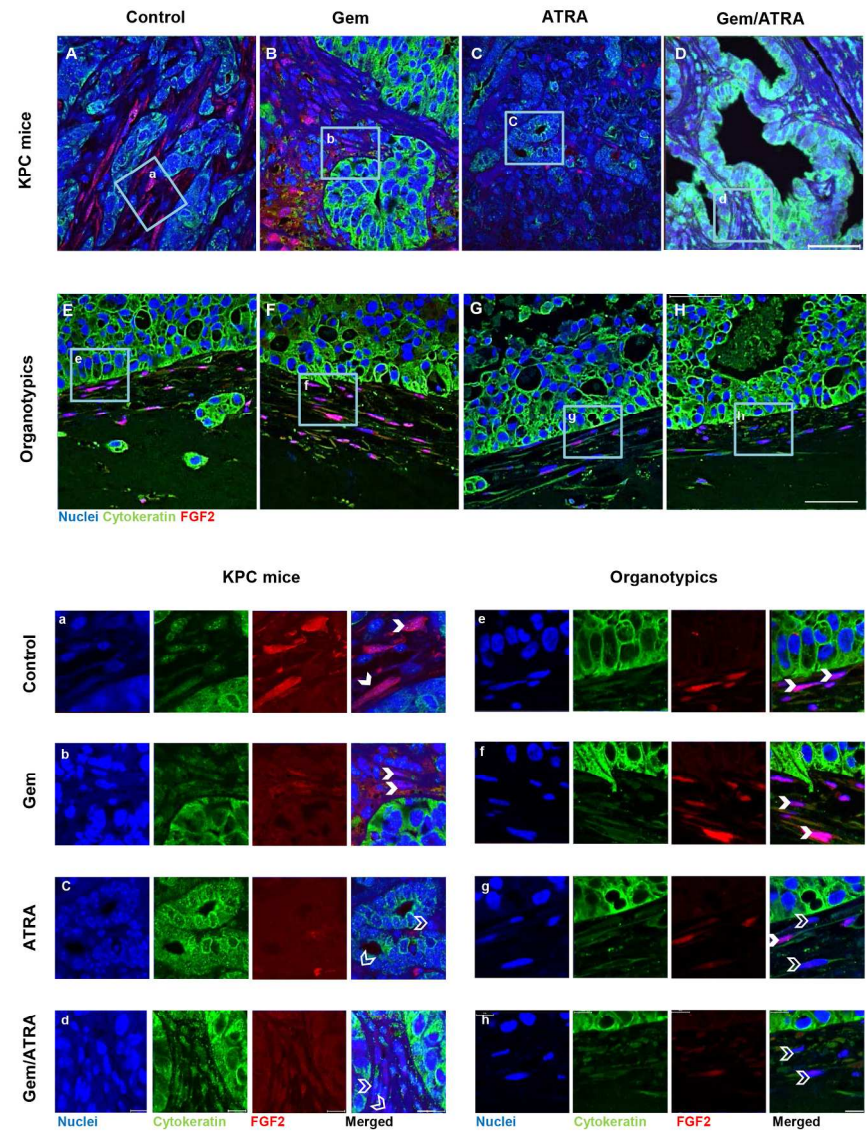 Control Gem ATRA Gem/ATRA
KPC mice
A B C D
a b C d
Organotypics
E F G H
e f g h
Nuclei Cytokeratin FGF2
KPC mice Organotypics
Control
a e
Gem
b f
ATRA
C g
Gem/ATRA
d h
Nuclei Cytokeratin FGF2 Merged Nuclei Cytokeratin FGF2 Merged